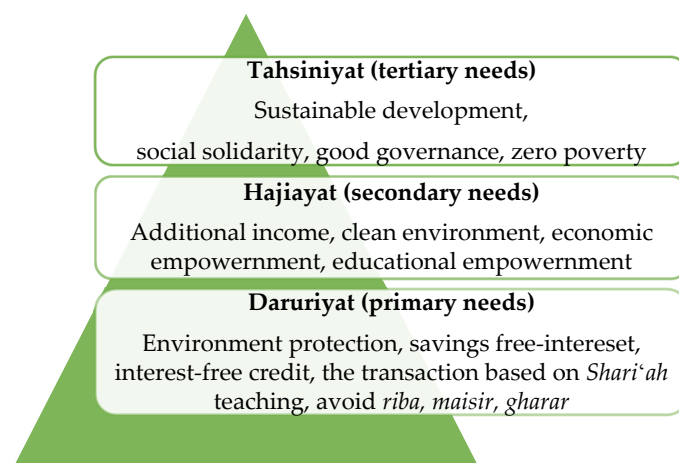 Tahsiniyat (tertiary needs)
Sustainable development,
social solidarity, good governance, zero poverty
Hajiayat (secondary needs)
Additional income, clean environment, economic
empowernment, educational empowernment
Daruriyat (primary needs)
Environment protection, savings free-intereset,
interest-free credit, the transaction based on Shariʻah
teaching, avoid riba, maisir, gharar